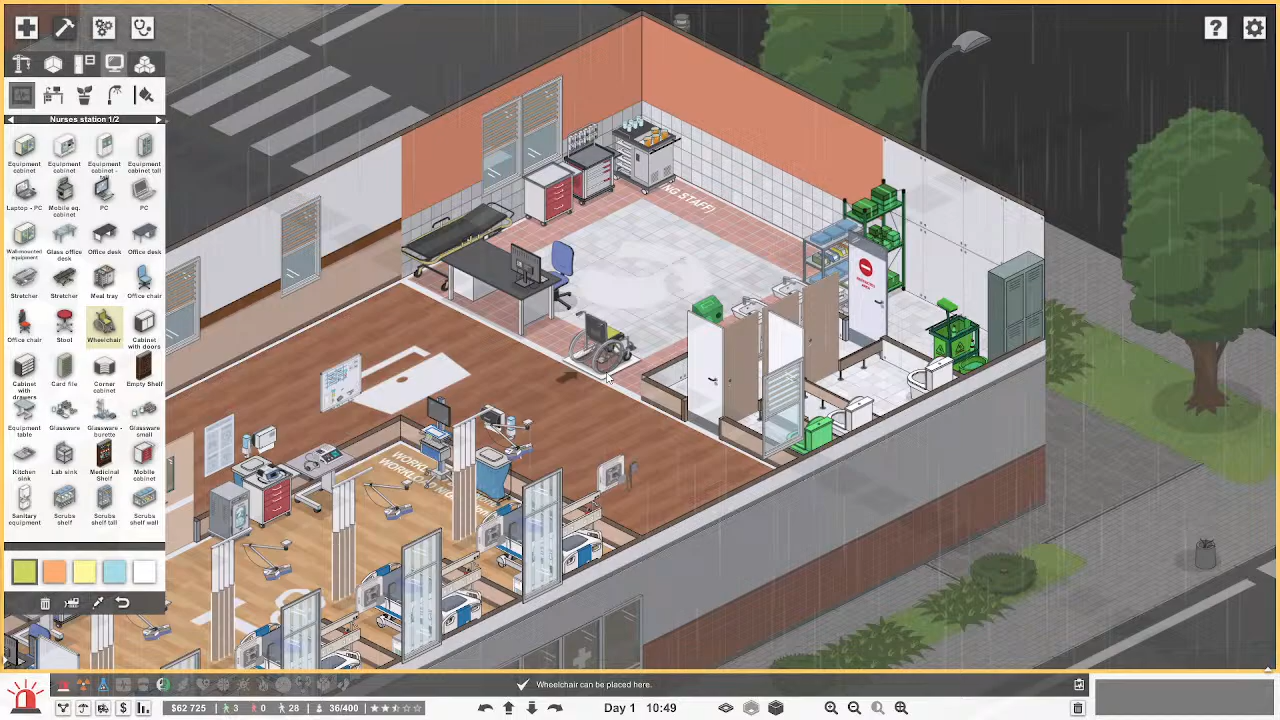 ?
Nurses station 1/2
Equipment cabinet
Equipment cabinet
Equipment cabinet -
Equipment cabinet tall
Laptop - PC
Mobile eq. cabinet
PC
PC
Wall-mounted equipment
Glass office desk
Office desk
Office desk
Stretcher
Stretcher
Meal tray
Office chair
Office chair
Stool
Wheelchair
Cabinet with doors
Cabinet with drawers
Card file
Corner cabinet
Empty Shelf
Equipment table
Glassware
Glassware - burette
Glassware small
Kitchen sink
Lab sink
Medicinal Shelf
Mobile cabinet
Sanitary equipment
Scrubs shelf
Scrubs shelf tall
Scrubs shelf wall
NG STAFF!
Wheelchair can be placed here.
$62 725
3
0
28
36/400
Day 1 10:49